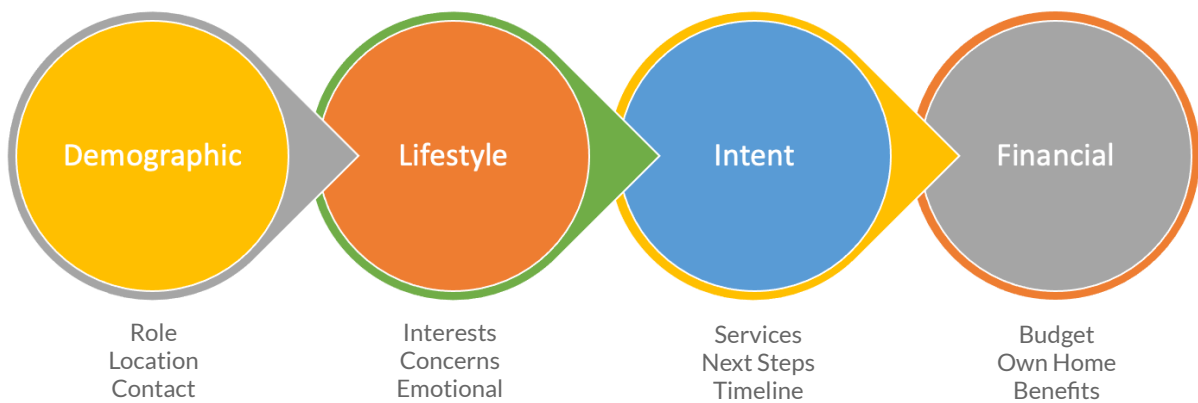 Demographic
Lifestyle
Intent
Financial
Role
Location
Contact
Interests
Concerns
Emotional
Services
Next Steps
Timeline
Budget
Own Home
Benefits